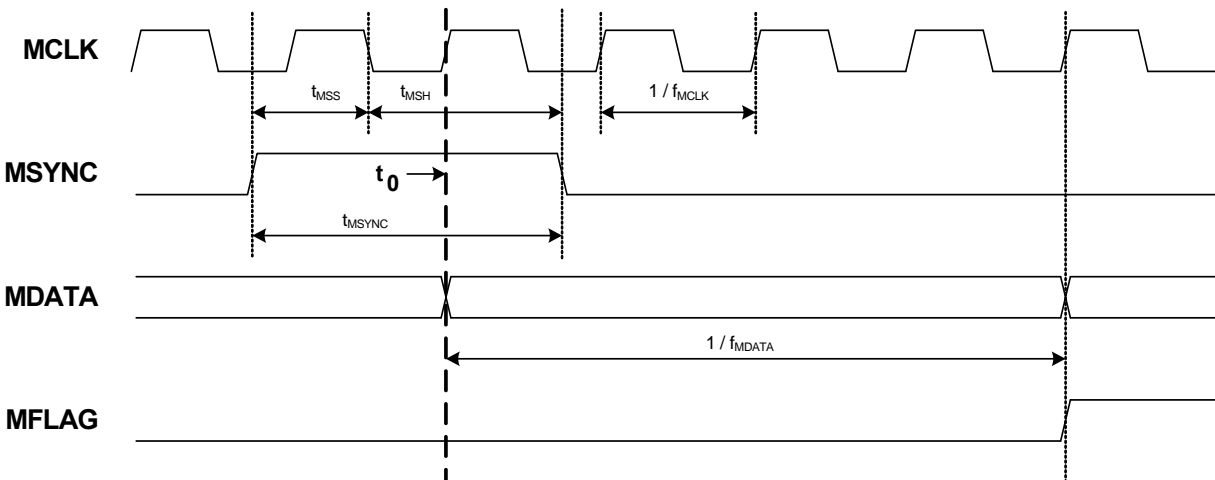 MCLK
tMSS
tMSH
1 / fMCLK
MSYNC
t0
tMSYNC
MDATA
1 / fMDATA
MFLAG